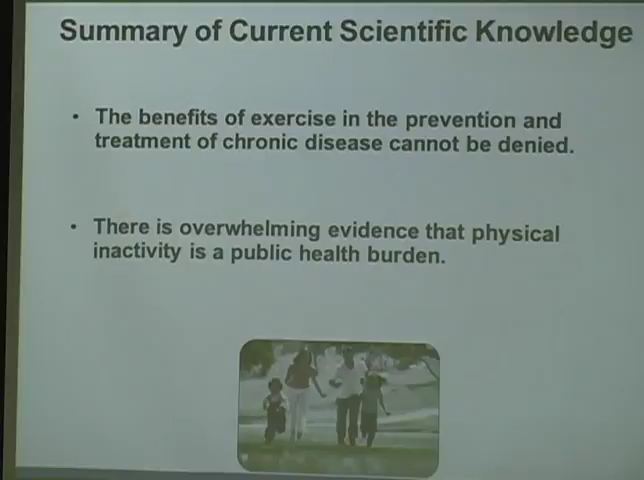 Summary of Current Scientific Knowledge
• The benefits of exercise in the prevention and
treatment of chronic disease cannot be denied.
• There is overwhelming evidence that physical
inactivity is a public health burden.